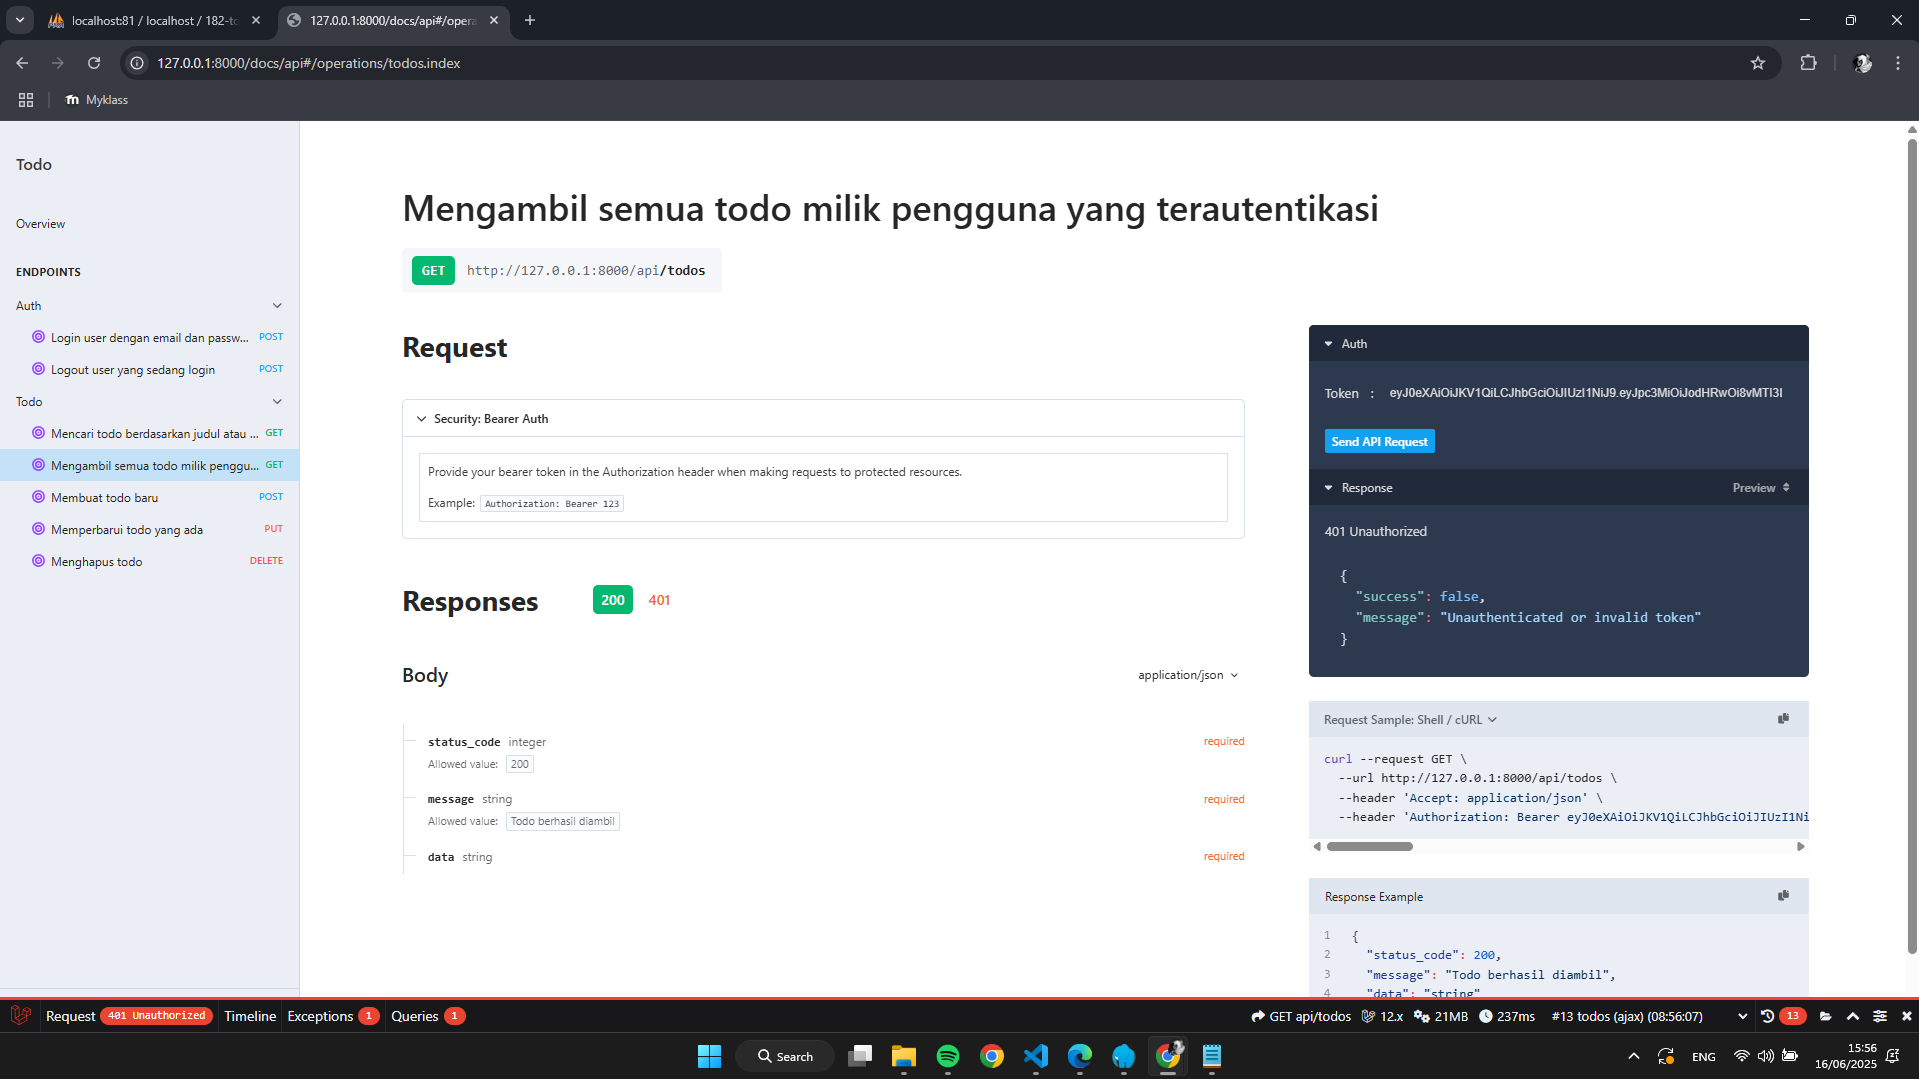 localhost:81 / localhost / 182-to
127.0.0.1:8000/docs/api#/opera
127.0.0.1:8000/docs/api#/operations/todos.index
Myklass
Todo
Overview
ENDPOINTS
Auth
Login user dengan email dan passw... POST
Logout user yang sedang login POST
Todo
Mencari todo berdasarkan judul atau ... GET
Mengambil semua todo milik penggu... GET
Membuat todo baru POST
Memperbarui todo yang ada PUT
Menghapus todo DELETE
Mengambil semua todo milik pengguna yang terautentikasi
GET http://127.0.0.1:8000/api/todos
Request
Security: Bearer Auth
Provide your bearer token in the Authorization header when making requests to protected resources.
Example: Authorization: Bearer 123
Responses 200 401
Body application/json
status_code integer required
Allowed value: 200
message string required
Allowed value: Todo berhasil diambil
data string required
Auth
Token : eyJ0eXAiOiJKV1QiLCJhbGciOiJIUzI1NiJ9.eyJpc3MiOiJodHRwOi8vMTI3I
Send API Request
Response Preview
401 Unauthorized
{
"success": false,
"message": "Unauthenticated or invalid token"
}
Request Sample: Shell / cURL
curl --request GET \
--url http://127.0.0.1:8000/api/todos \
--header 'Accept: application/json' \
--header 'Authorization: Bearer eyJ0eXAiOiJKV1QiLCJhbGciOiJIUzI1Ni
Response Example
1 {
2 "status_code": 200,
3 "message": "Todo berhasil diambil",
4 "data": "string"
Request 401 Unauthorized Timeline Exceptions 1 Queries 1 GET api/todos 12.x 21MB 237ms #13 todos (ajax) (08:56:07) 13
Search
ENG
15:56
16/06/2025